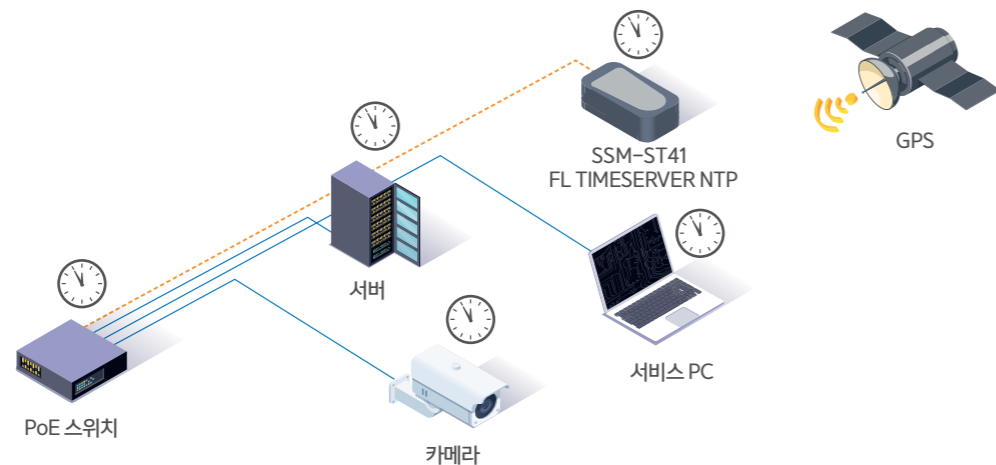 SSM-ST41
FL TIMESERVER NTP
GPS
서버
서비스 PC
PoE 스위치
카메라